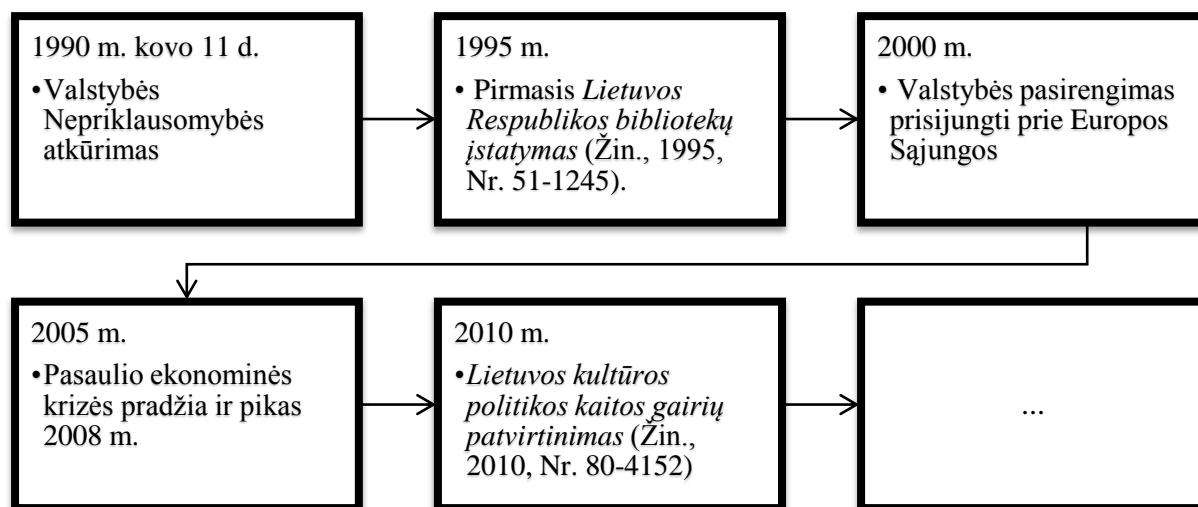 1990 m. kovo 11 d.
•Valstybės
Nepriklausomybės
atkūrimas
1995 m.
• Pirmasis Lietuvos
Respublikos bibliotekų
įstatymas (Žin., 1995,
Nr. 51-1245).
2000 m.
• Valstybės pasirengimas
prisijungti prie Europos
Sąjungos
2005 m.
•Pasaulio ekonominės
krizės pradžia ir pikas
2008 m.
2010 m.
•Lietuvos kultūros
politikos kaitos gairių
patvirtinimas (Žin.,
2010, Nr. 80-4152)
...